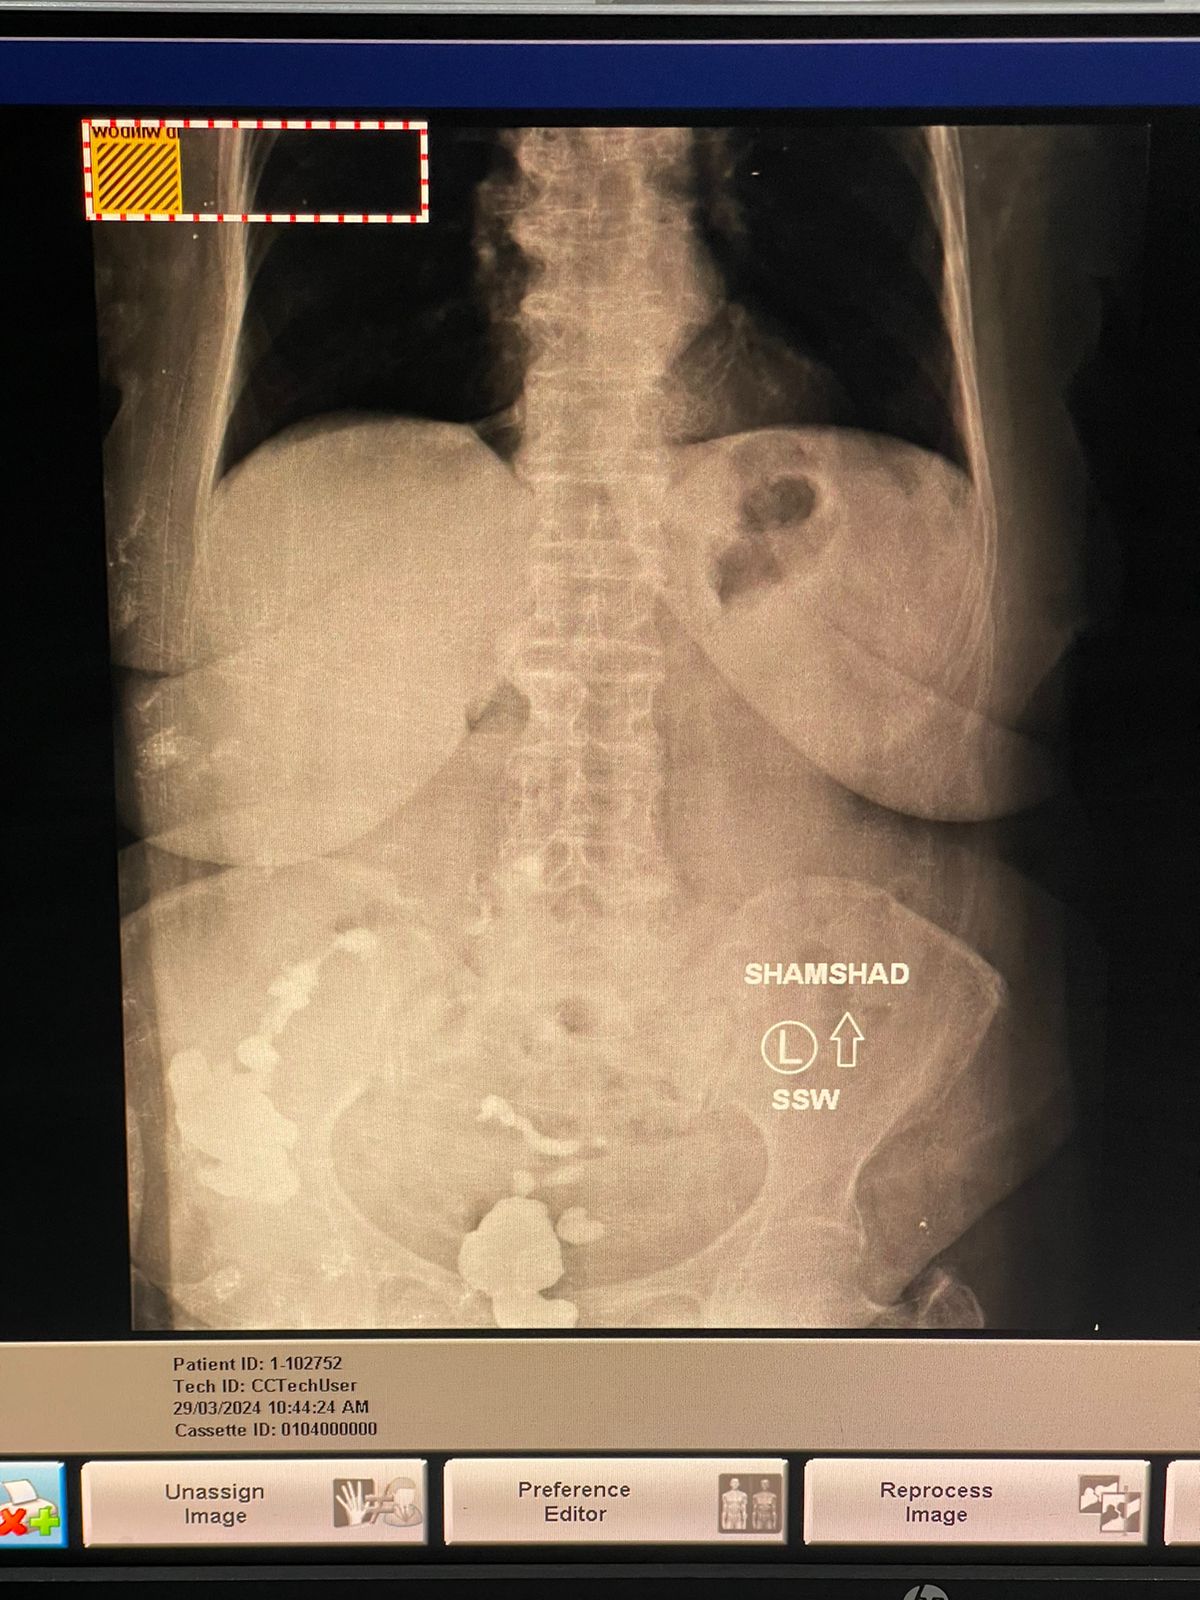 SHAMSHAD
L
SSW
Patient ID: 1-102752
Tech ID: CCTechUser
29/03/2024 10:44:24 AM
Cassette ID: 0104000000
Unassign
Image
Preference
Editor
Reprocess
Image
hp